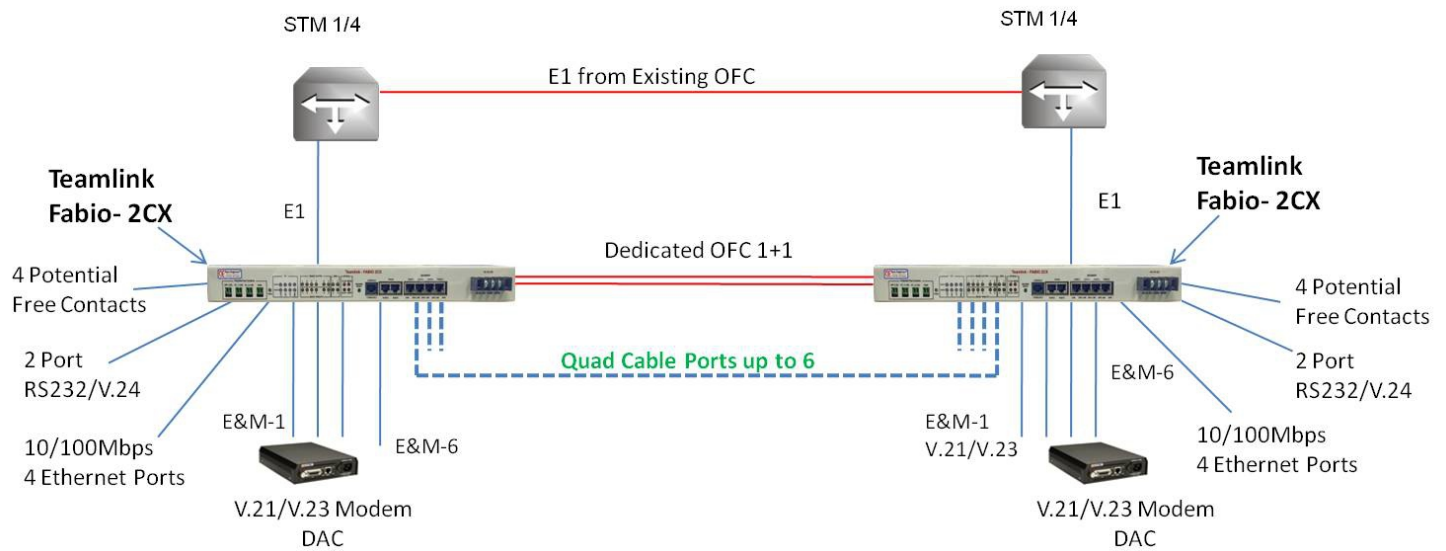 STM 1/4
STM 1/4
E1 from Existing OFC
Teamlink
Fabio- 2CX
Teamlink
Fabio- 2CX
E1
E1
Dedicated OFC 1+1
4 Potential
Free Contacts
4 Potential
Free Contacts
Quad Cable Ports up to 6
2 Port
RS232/V.24
2 Port
RS232/V.24
E&M-6
E&M-1
E&M-6
E&M-1
V.21/V.23
10/100Mbps
4 Ethernet Ports
10/100Mbps
4 Ethernet Ports
V.21/V.23 Modem
DAC
V.21/V.23 Modem
DAC